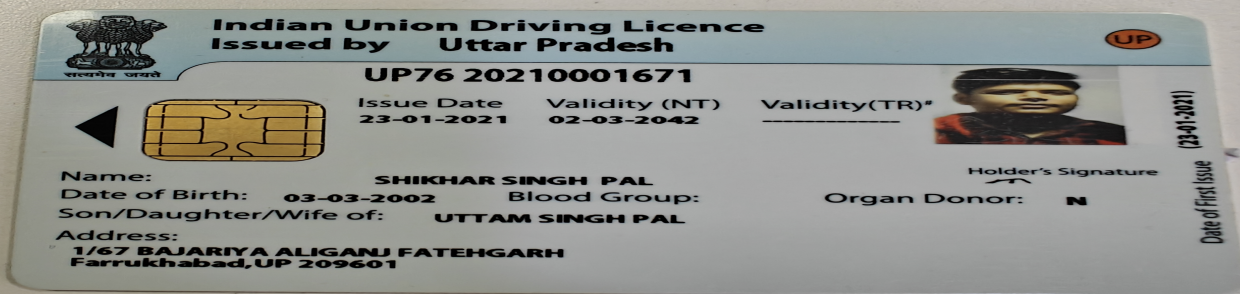 Indian Union Driving Licence
Issued by Uttar Pradesh
UP
सत्यमेव जयते
UP76 20210001671
Issue Date Validity (NT) Validity(TR)#
23-01-2021 02-03-2042 --------------
Holder's Signature
Name: SHIKHAR SINGH PAL
Date of Birth: 03-03-2002 Blood Group: Organ Donor: N
Son/Daughter/Wife of: UTTAM SINGH PAL
Address:
1/67 BAJARIYA ALIGANJ FATEHGARH
Farrukhabad,UP 209601
Date of First Issue (23-01-2021)